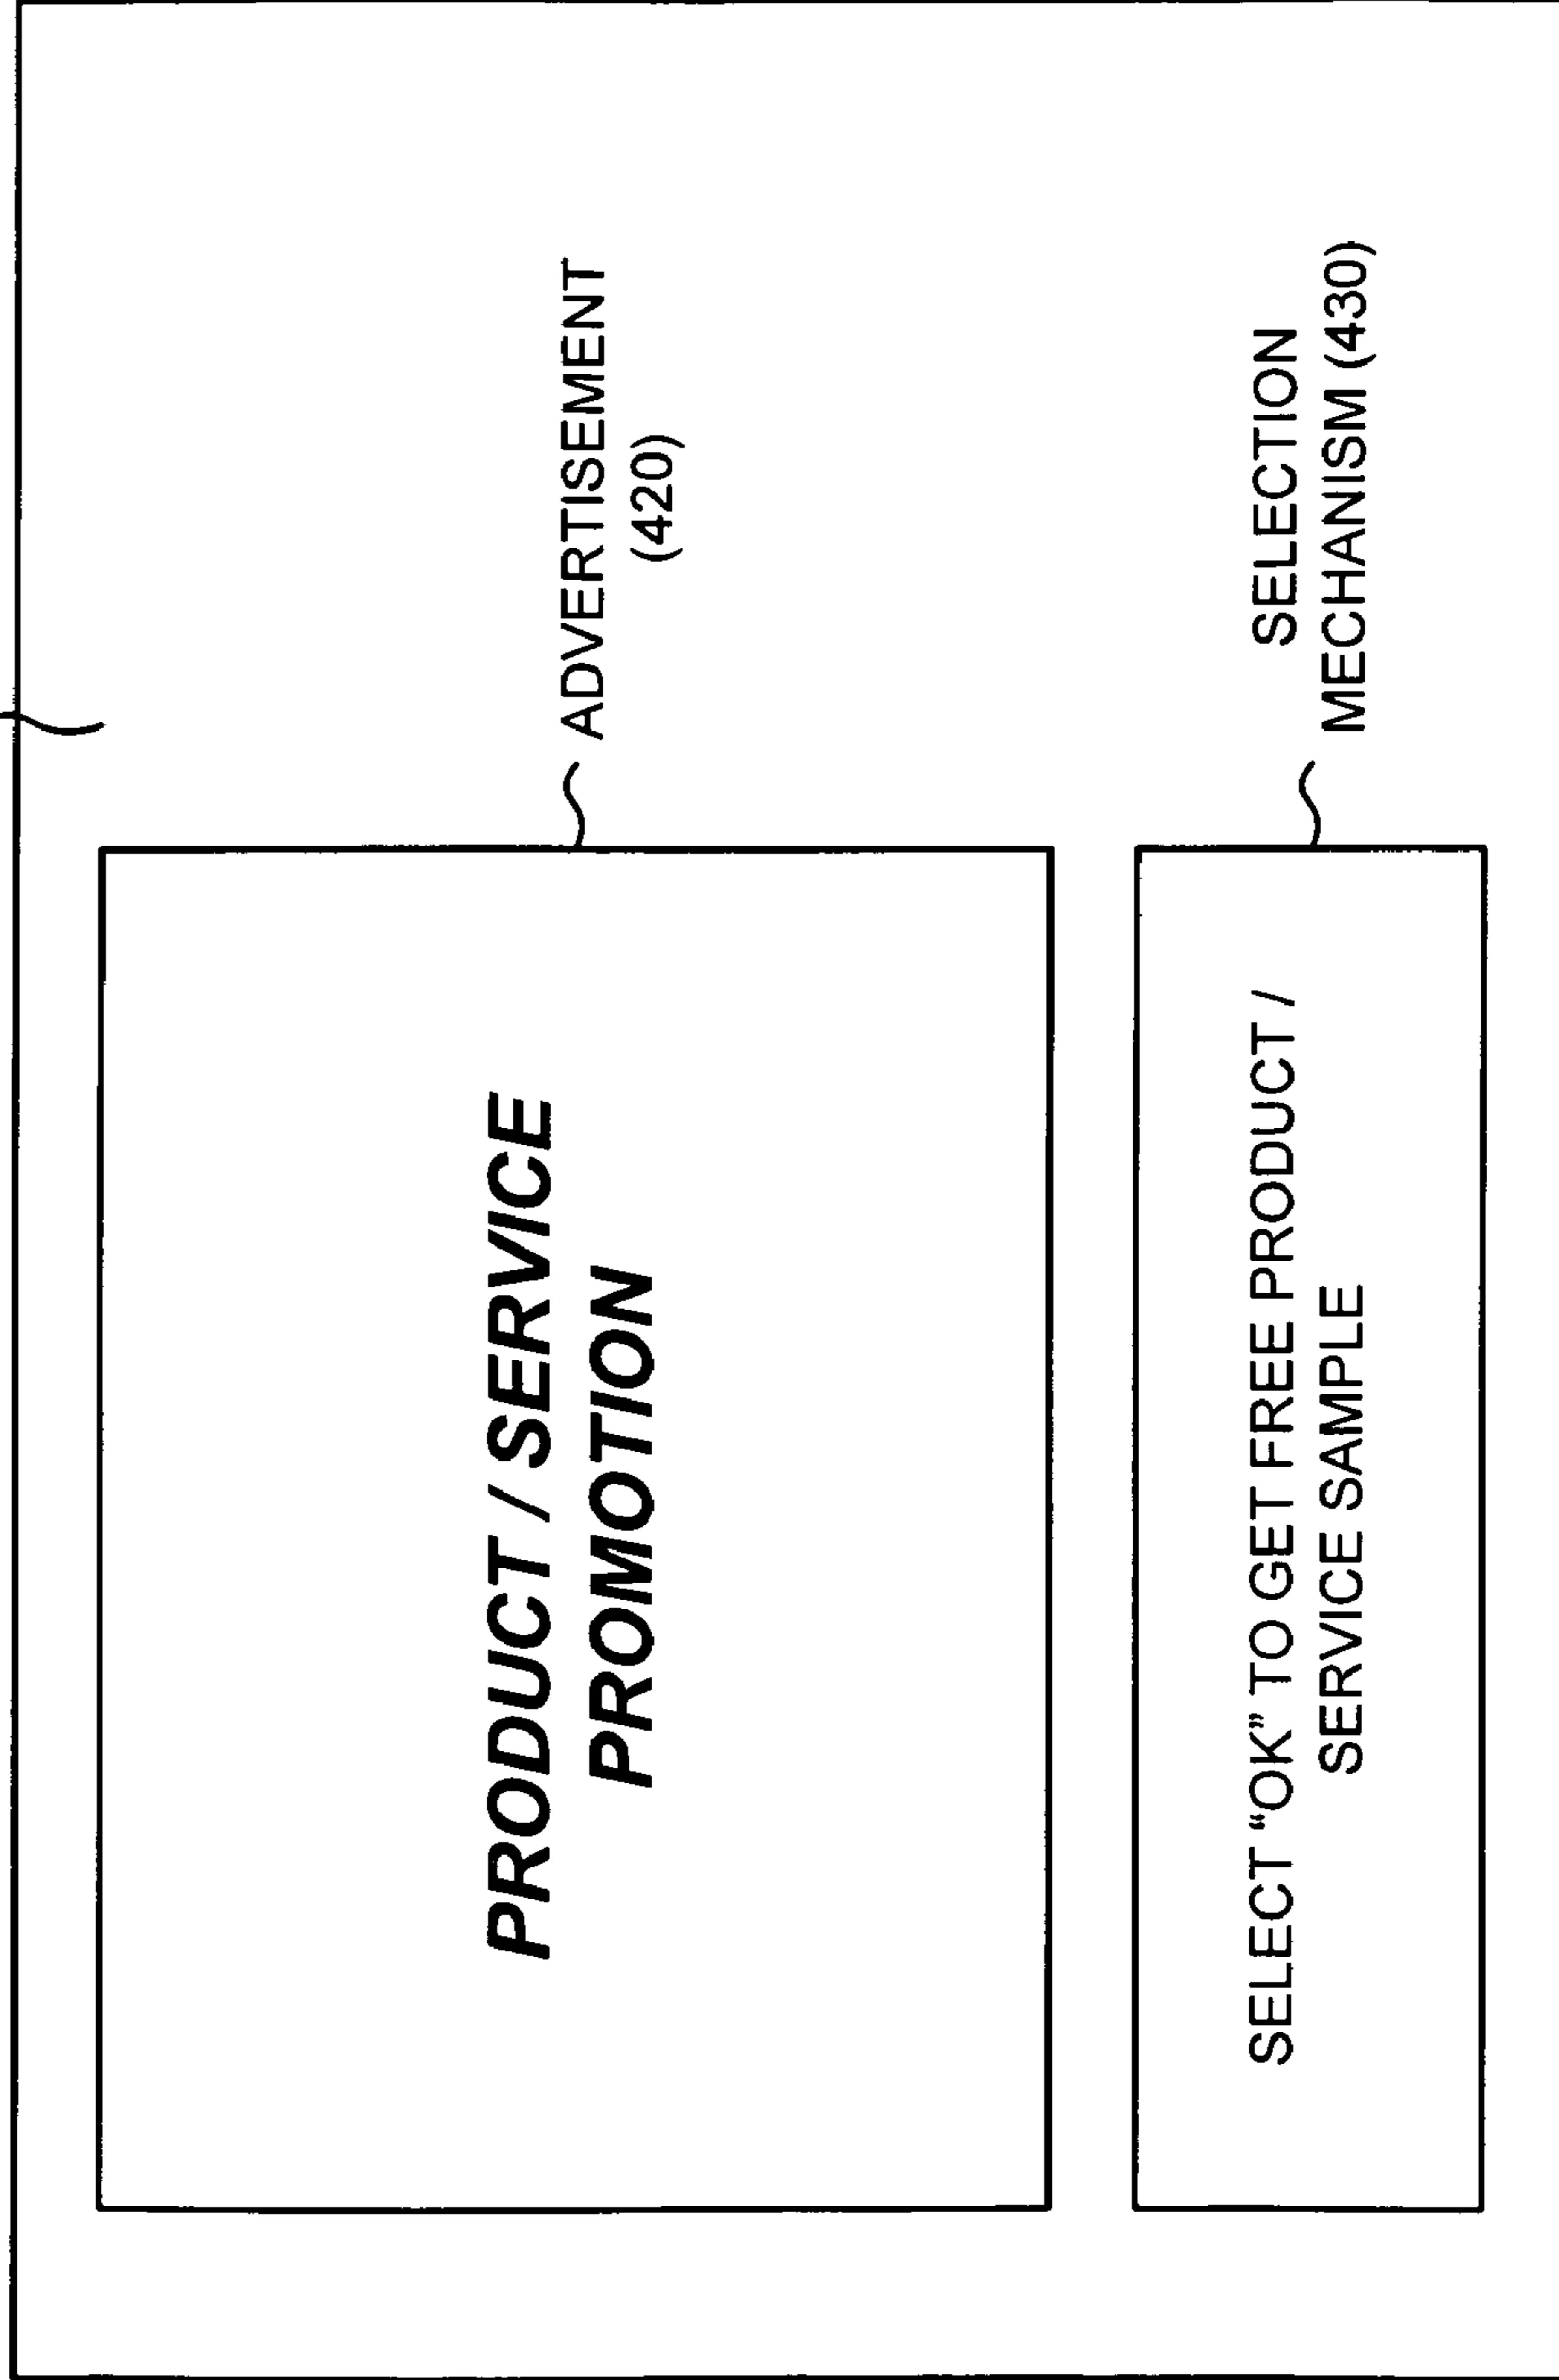 PRODUCT / SERVICE
PROMOTION
ADVERTISEMENT
(420)
SELECT “OK” TO GET FREE PRODUCT /
SERVICE SAMPLE
SELECTION
MECHANISM (430)